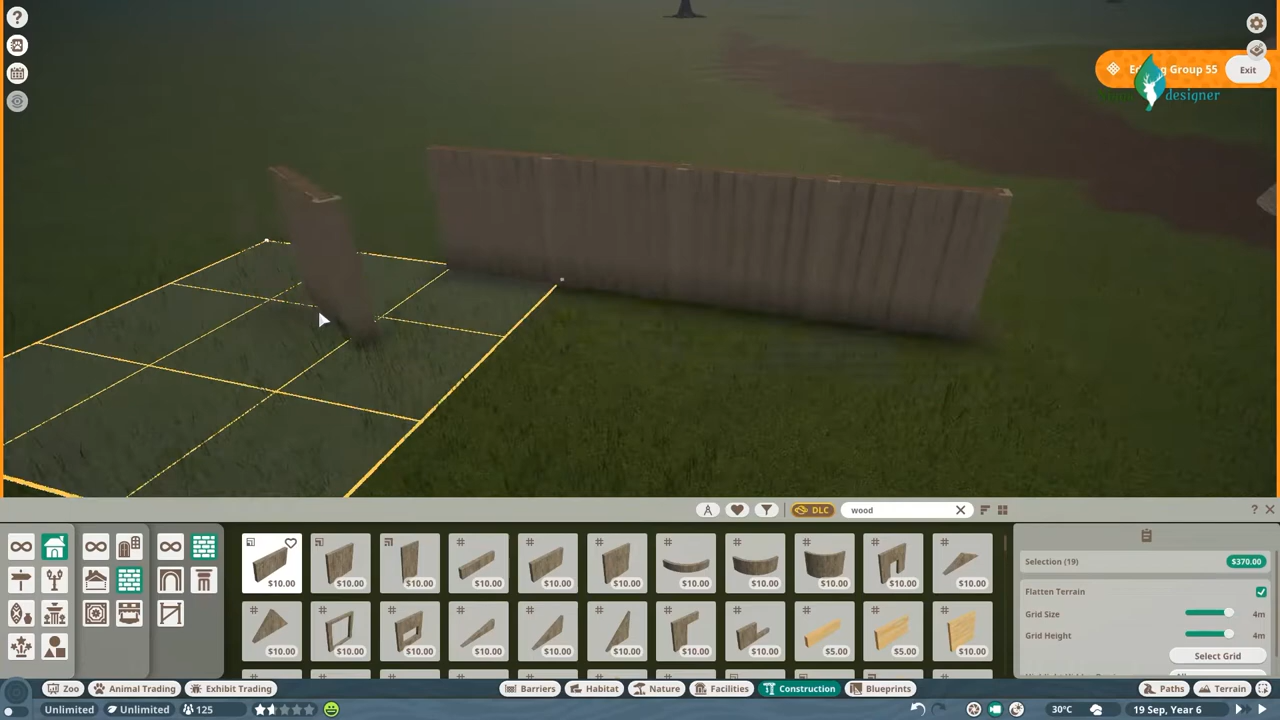 ?
Editing Group 55
Exit
designer
DLC
wood
?
$10.00 $10.00 $10.00 $10.00 $10.00 $10.00 $10.00 $10.00 $10.00 $10.00 $10.00
$10.00 $10.00 $10.00 $10.00 $10.00 $10.00 $10.00 $10.00 $5.00 $5.00 $10.00
Selection (19) $370.00
Flatten Terrain
Grid Size 4m
Grid Height 4m
Select Grid
Zoo Animal Trading Exhibit Trading Barriers Habitat Nature Facilities Construction Blueprints Paths Terrain
Unlimited Unlimited 125 30°C 19 Sep, Year 6